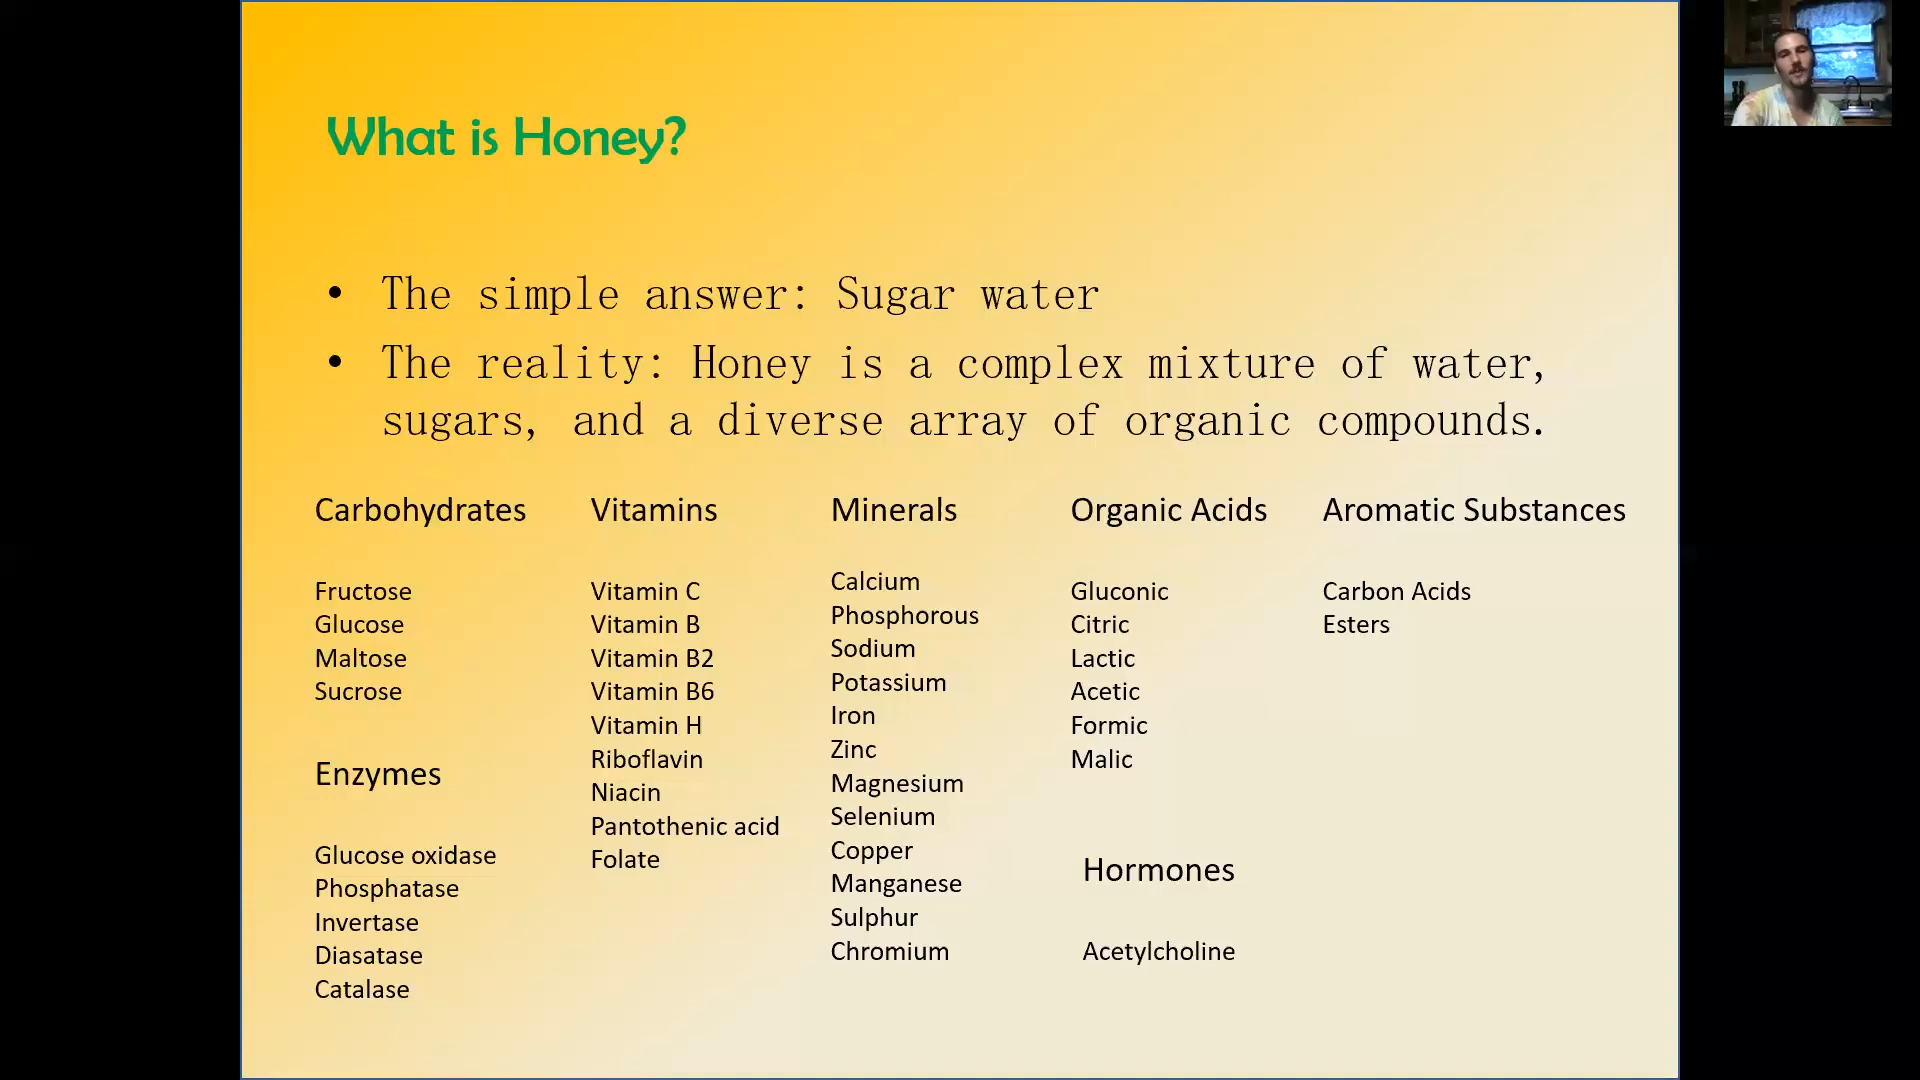 What is Honey?
• The simple answer: Sugar water
• The reality: Honey is a complex mixture of water,
sugars, and a diverse array of organic compounds.
Carbohydrates
Fructose
Glucose
Maltose
Sucrose
Enzymes
Glucose oxidase
Phosphatase
Invertase
Diasatase
Catalase
Vitamins
Vitamin C
Vitamin B
Vitamin B2
Vitamin B6
Vitamin H
Riboflavin
Niacin
Pantothenic acid
Folate
Minerals
Calcium
Phosphorous
Sodium
Potassium
Iron
Zinc
Magnesium
Selenium
Copper
Manganese
Sulphur
Chromium
Organic Acids
Gluconic
Citric
Lactic
Acetic
Formic
Malic
Hormones
Acetylcholine
Aromatic Substances
Carbon Acids
Esters